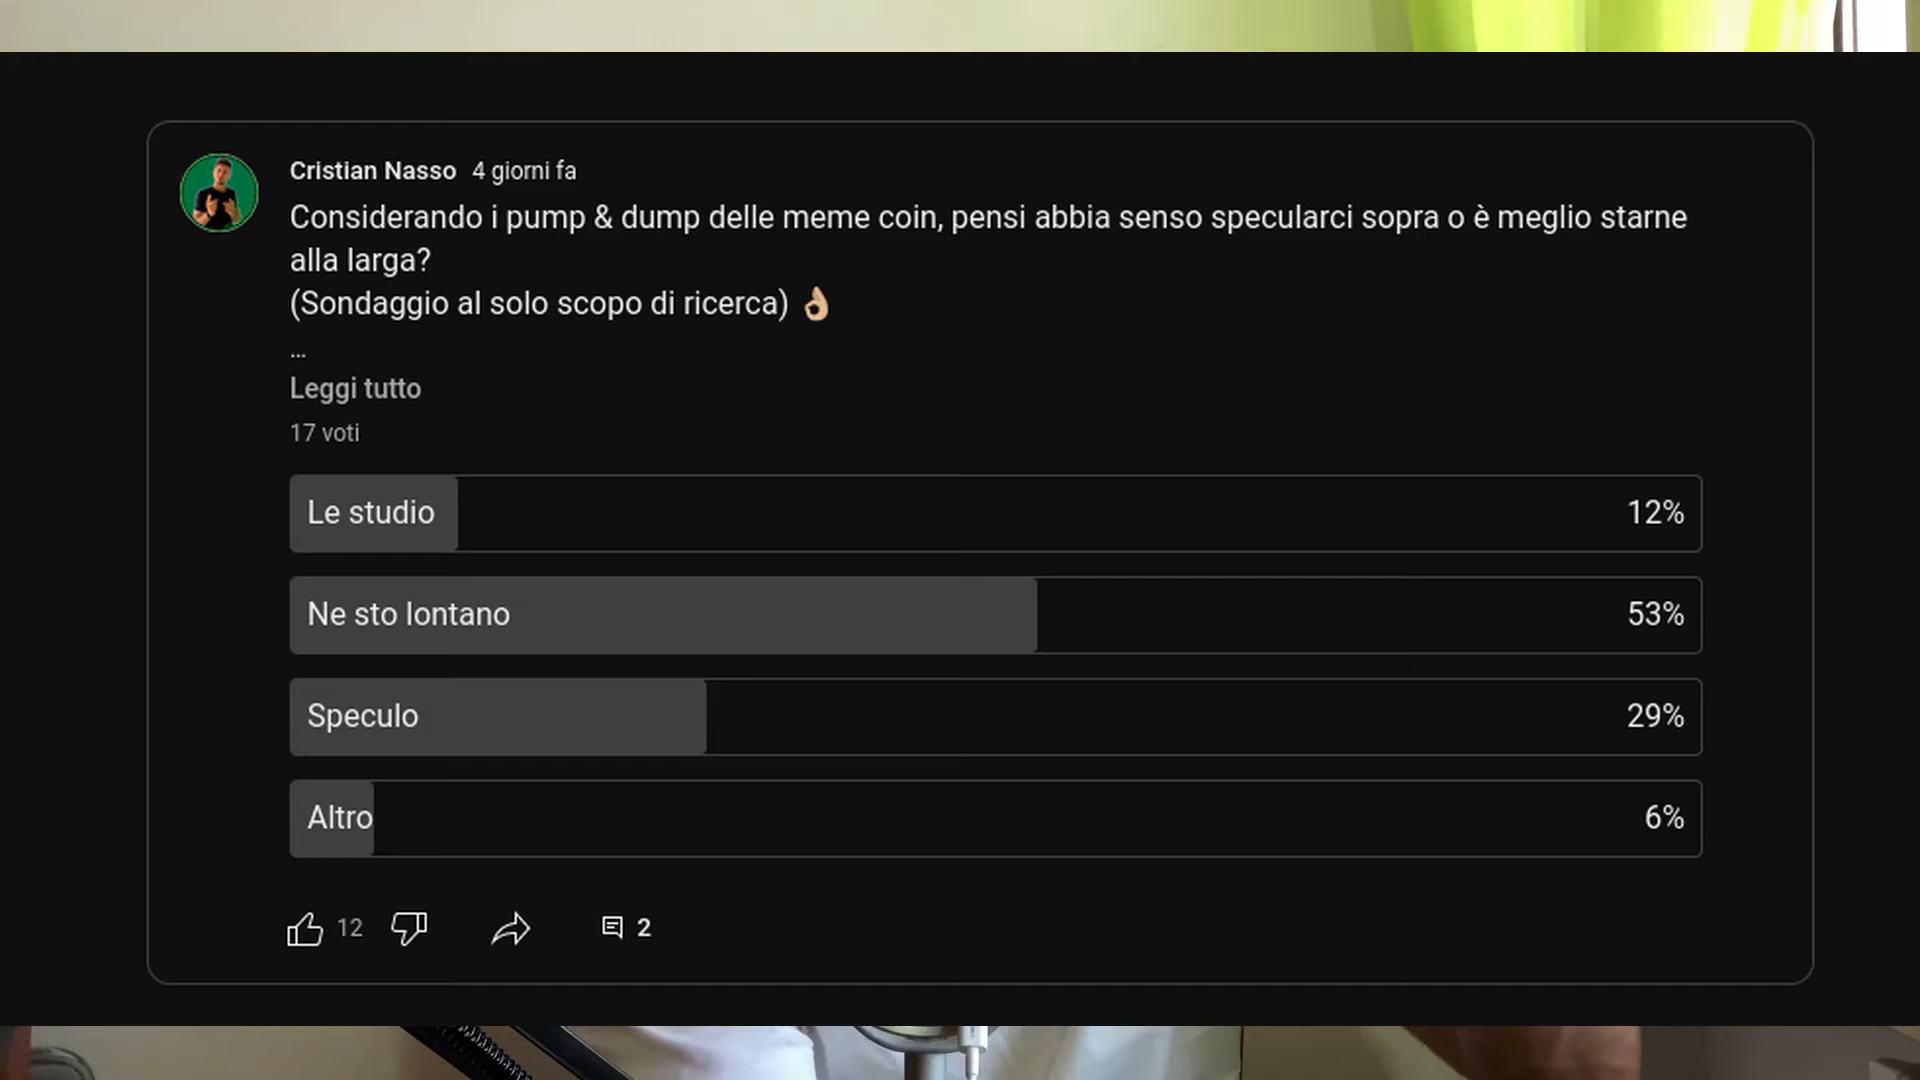 Cristian Nasso 4 giorni fa
Considerando i pump & dump delle meme coin, pensi abbia senso specularci sopra o è meglio starne
alla larga?
(Sondaggio al solo scopo di ricerca) 👌🏼
...
Leggi tutto
17 voti
Le studio 12%
Ne sto lontano 53%
Speculo 29%
Altro 6%
12 2